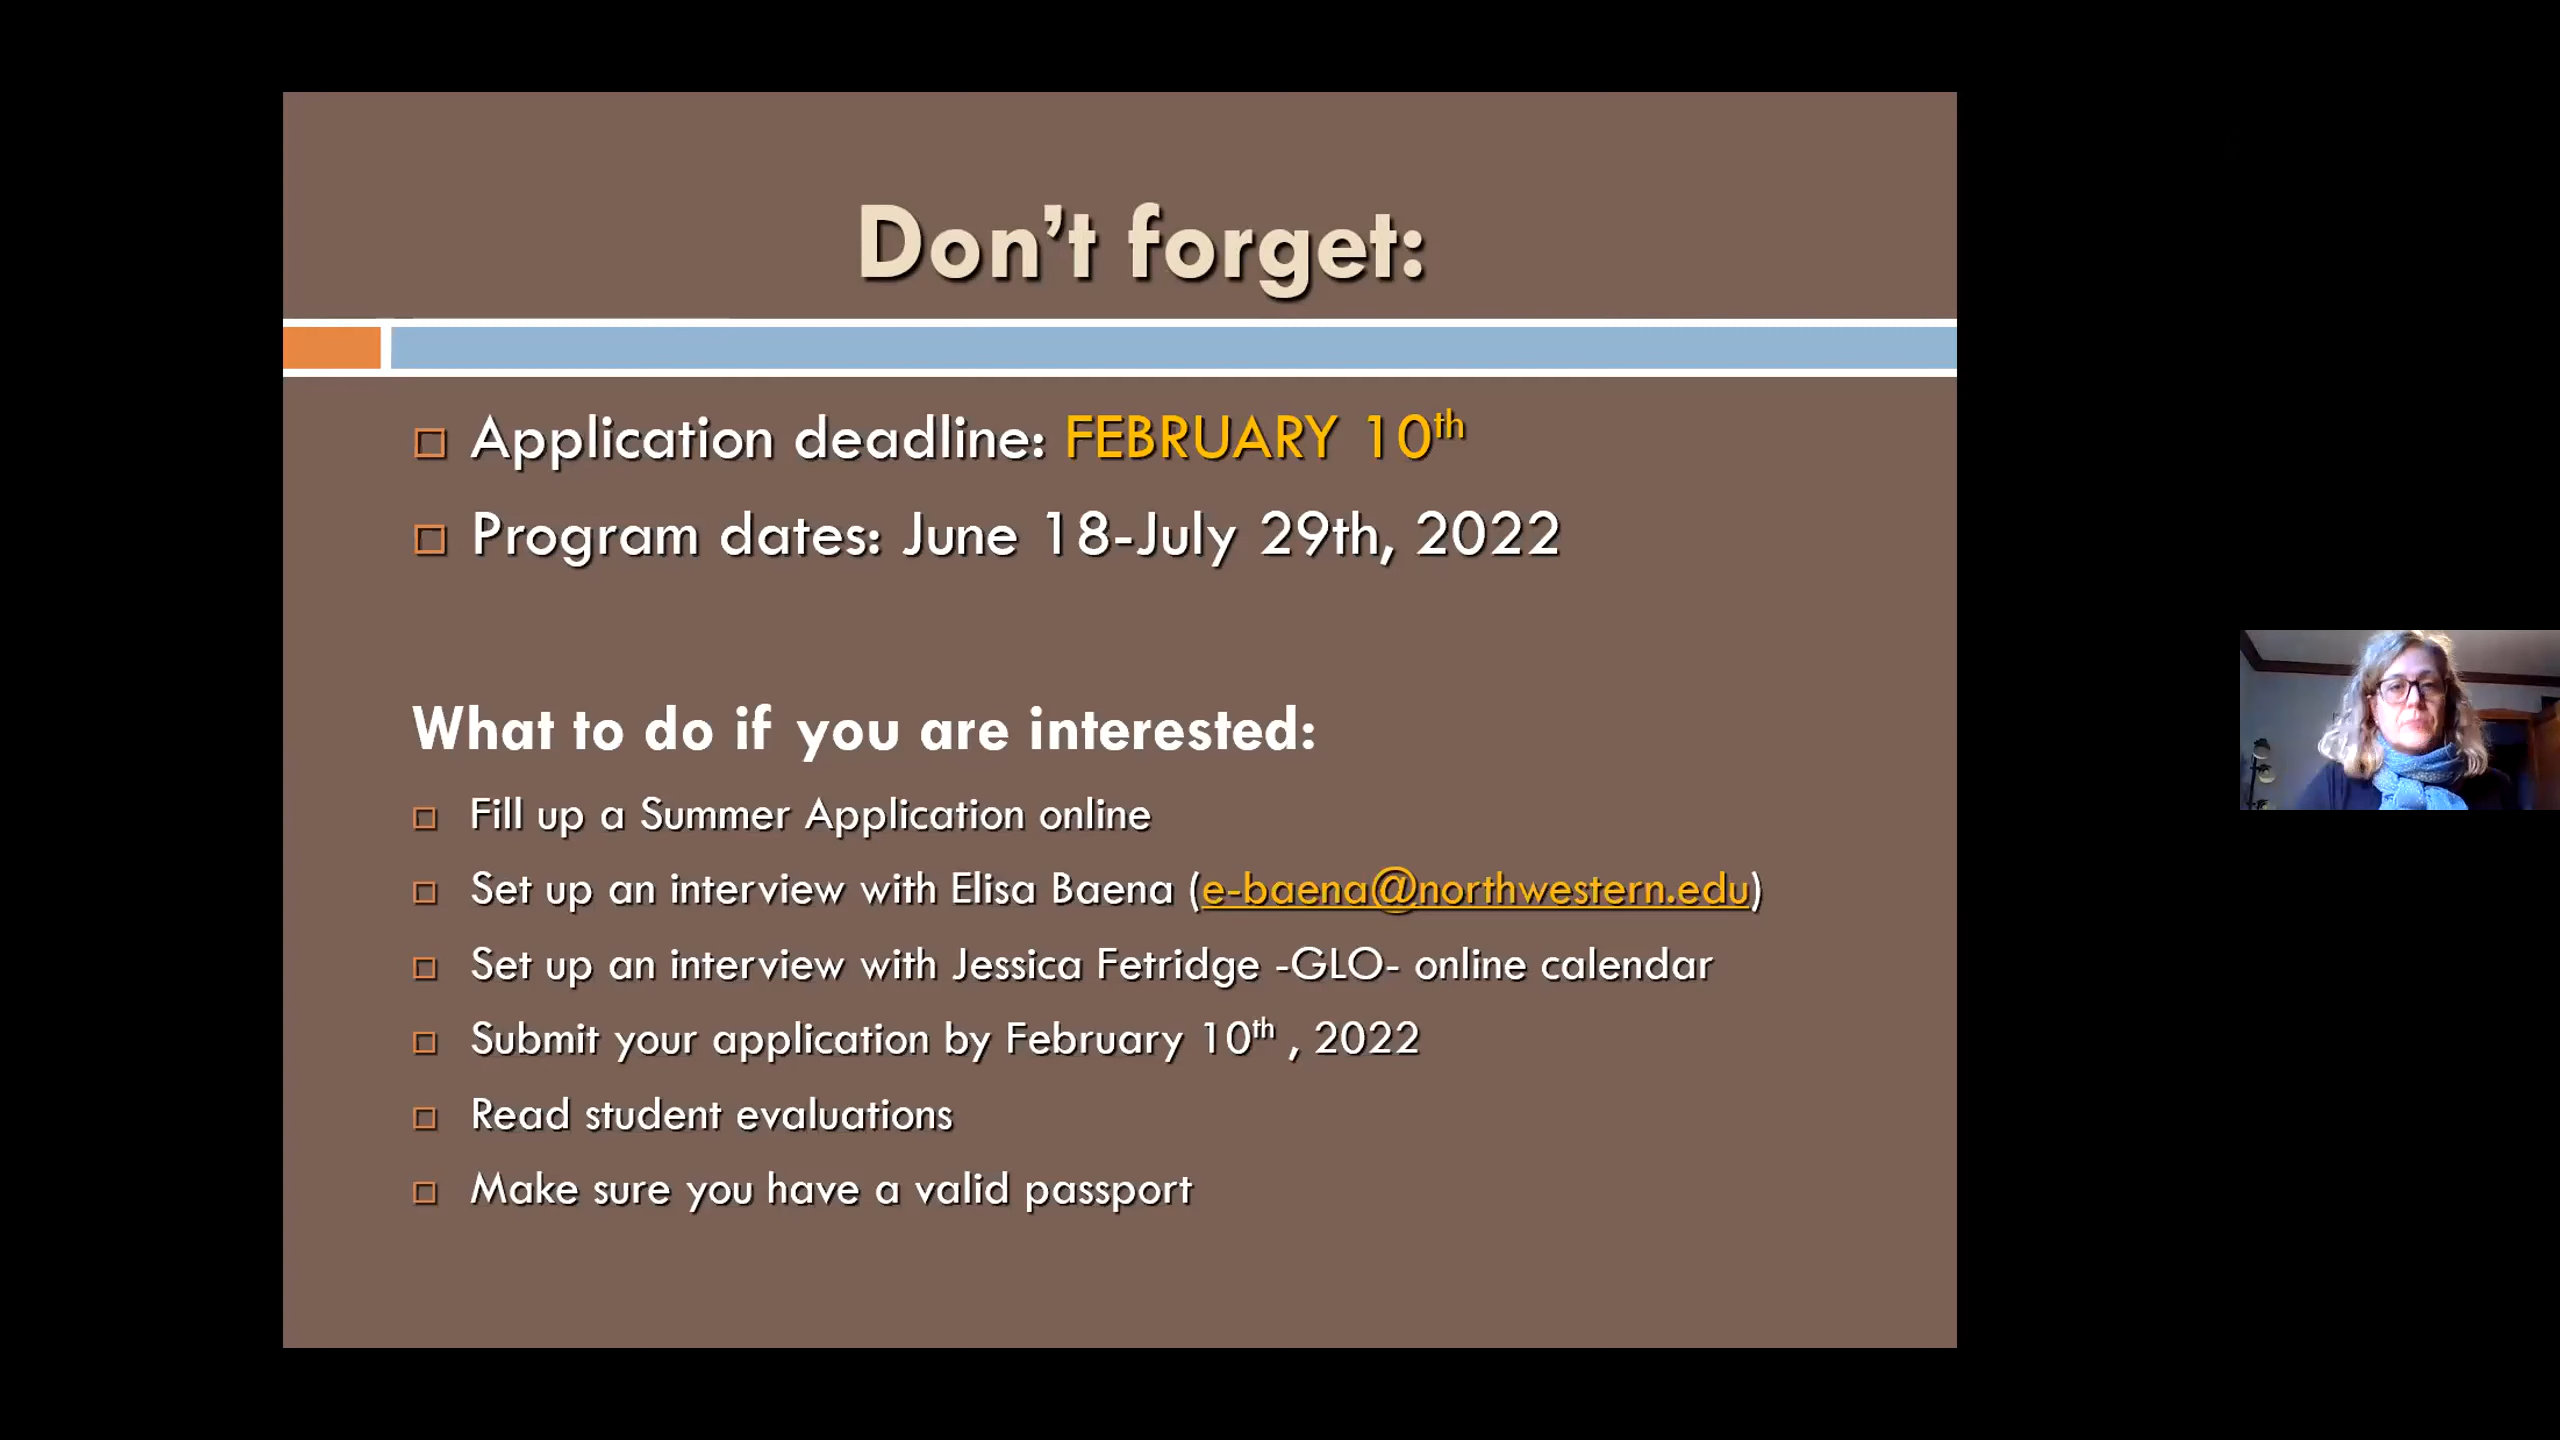 Don’t forget:
Application deadline: FEBRUARY 10th
Program dates: June 18-July 29th, 2022
What to do if you are interested:
Fill up a Summer Application online
Set up an interview with Elisa Baena (e-baena@northwestern.edu)
Set up an interview with Jessica Fetridge -GLO- online calendar
Submit your application by February 10th , 2022
Read student evaluations
Make sure you have a valid passport